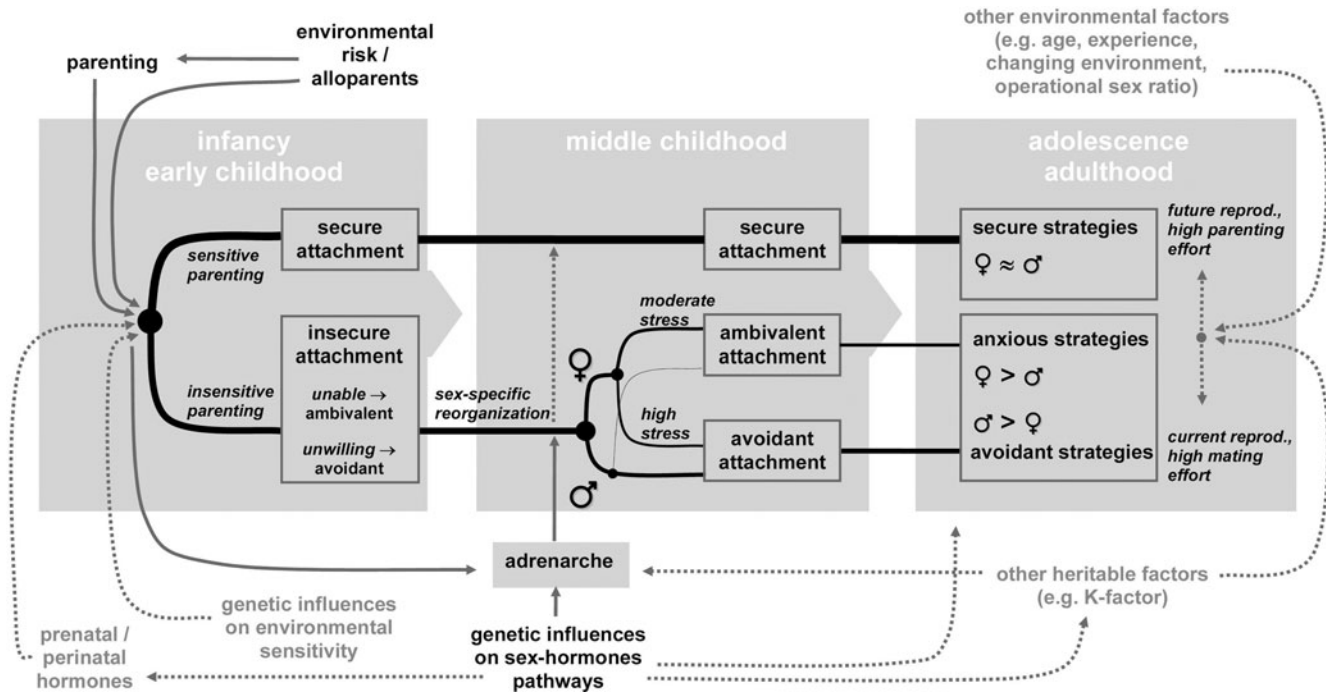 environmental
risk /
alloparents
parenting
other environmental factors
(e.g. age, experience,
changing environment,
operational sex ratio)
infancy
early childhood
middle childhood
adolescence
adulthood
secure
attachment
sensitive
parenting
insecure
attachment
unable →
ambivalent
unwilling →
avoidant
insensitive
parenting
sex-specific
reorganization
♀
♂
moderate
stress
high
stress
secure
attachment
ambivalent
attachment
avoidant
attachment
secure strategies
♀ ≈ ♂
anxious strategies
♀ > ♂
♂ > ♀
avoidant strategies
future reprod.,
high parenting
effort
current reprod.,
high mating
effort
adrenarche
other heritable factors
(e.g. K-factor)
genetic influences
on environmental
sensitivity
prenatal /
perinatal
hormones
genetic influences
on sex-hormones
pathways